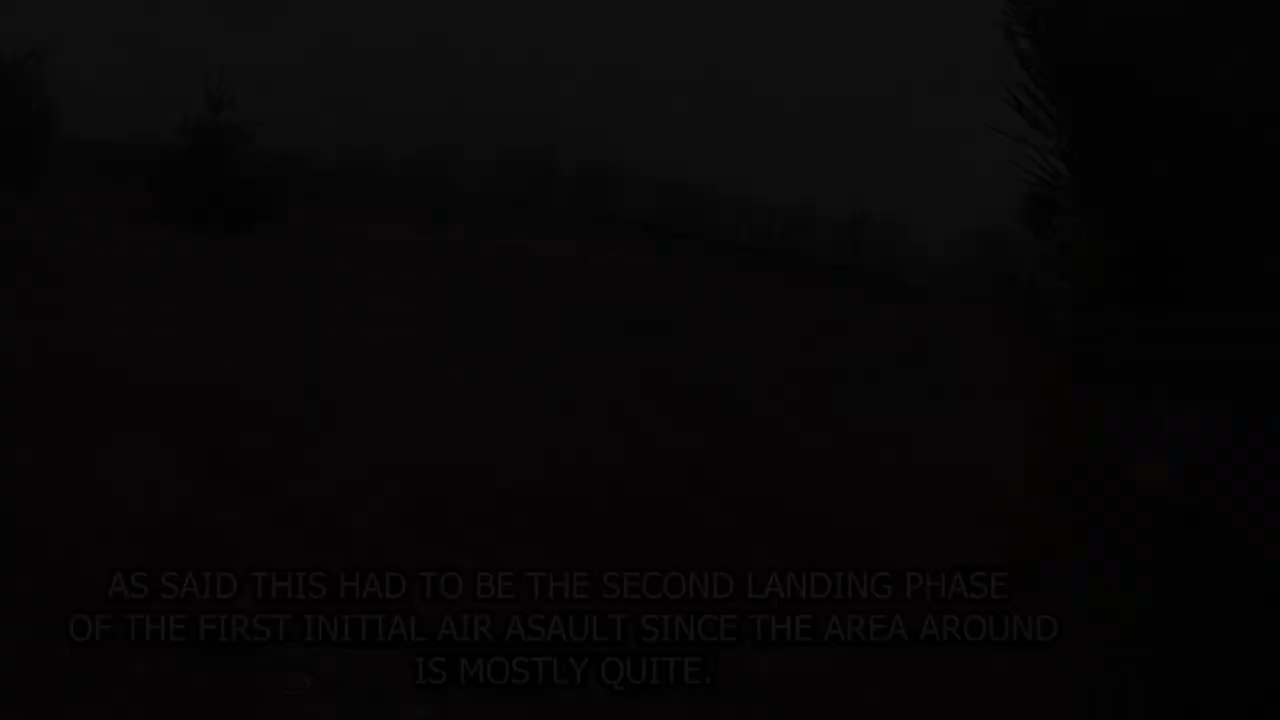 AS SAID THIS HAD TO BE THE SECOND LANDING PHASE
OF THE FIRST INITIAL AIR ASAULT SINCE THE AREA AROUND
IS MOSTLY QUITE.